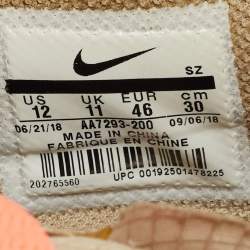 SZ
US UK EUR cm
12 11 46 30
06/21/18 AA7293-200 09/06/18
MADE IN CHINA
FABRIQUE EN CHINE
202765560
UPC 00192501478225